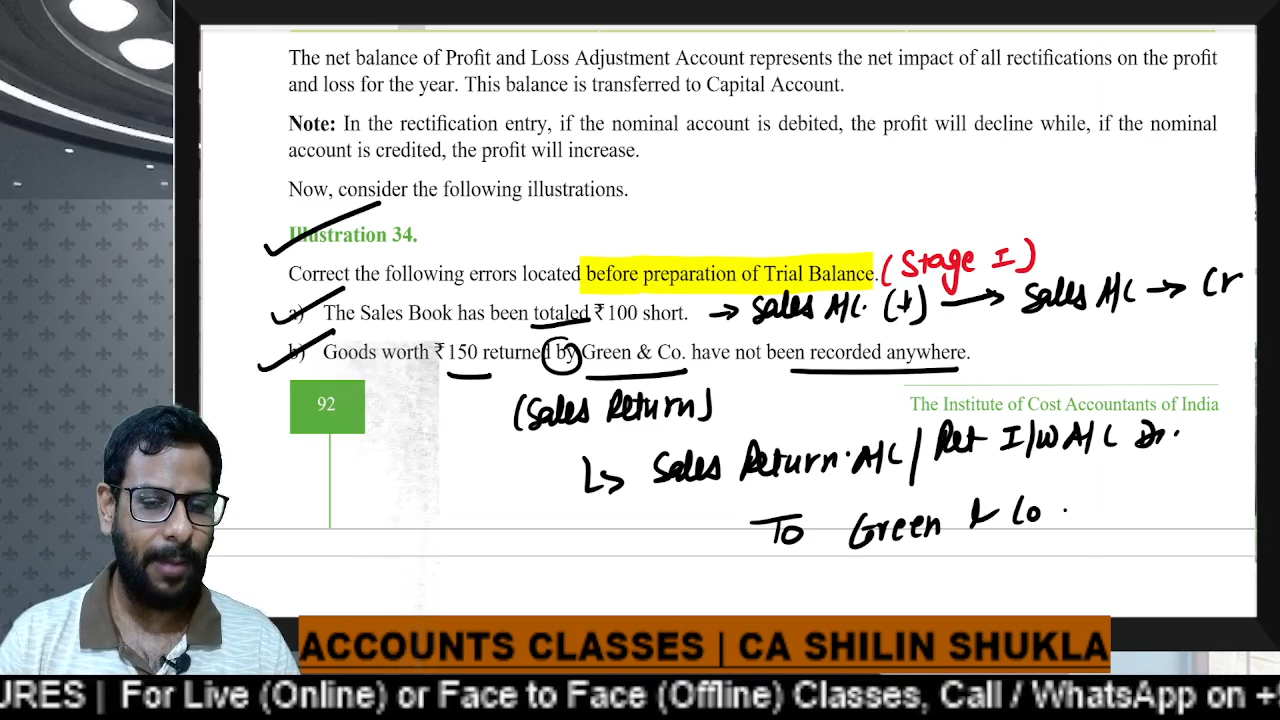 The net balance of Profit and Loss Adjustment Account represents the net impact of all rectifications on the profit
and loss for the year. This balance is transferred to Capital Account.
Note: In the rectification entry, if the nominal account is debited, the profit will decline while, if the nominal
account is credited, the profit will increase.
Now, consider the following illustrations.
Illustration 34.
Correct the following errors located before preparation of Trial Balance. (Stage I)
a) The Sales Book has been totaled ₹ 100 short. → Sales A/C. (+) → Sales A/C → Cr
b) Goods worth ₹ 150 returned by Green & Co. have not been recorded anywhere.
92
The Institute of Cost Accountants of India
(Sales Return)
↳ Sales Return A/C / Ret I/W A/C Dr.
To Green & Co.
ACCOUNTS CLASSES | CA SHILIN SHUKLA
URES | For Live (Online) or Face to Face (Offline) Classes, Call / WhatsApp on +